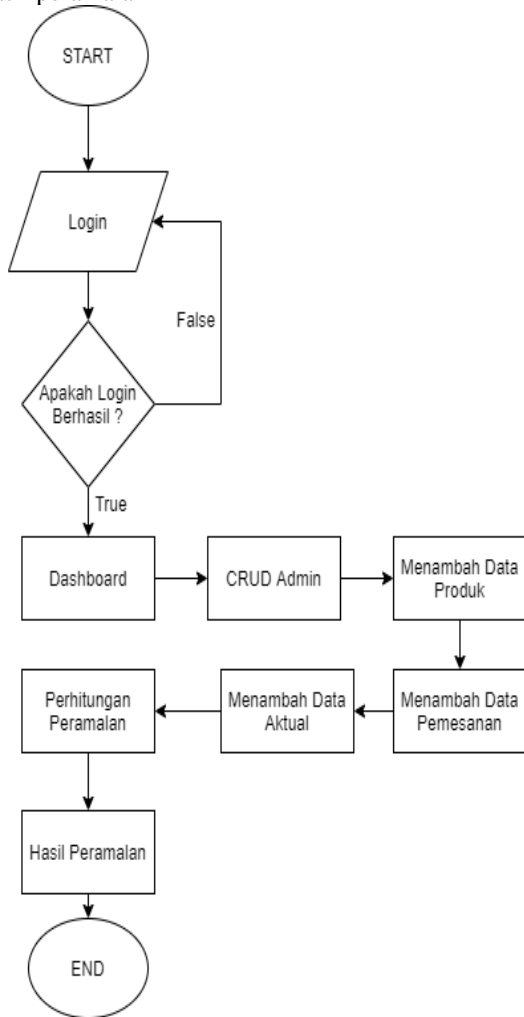 START
Login
False
Apakah Login
Berhasil ?
True
Dashboard
CRUD Admin
Menambah Data
Produk
Perhitungan
Peramalan
Menambah Data
Aktual
Menambah Data
Pemesanan
Hasil Peramalan
END